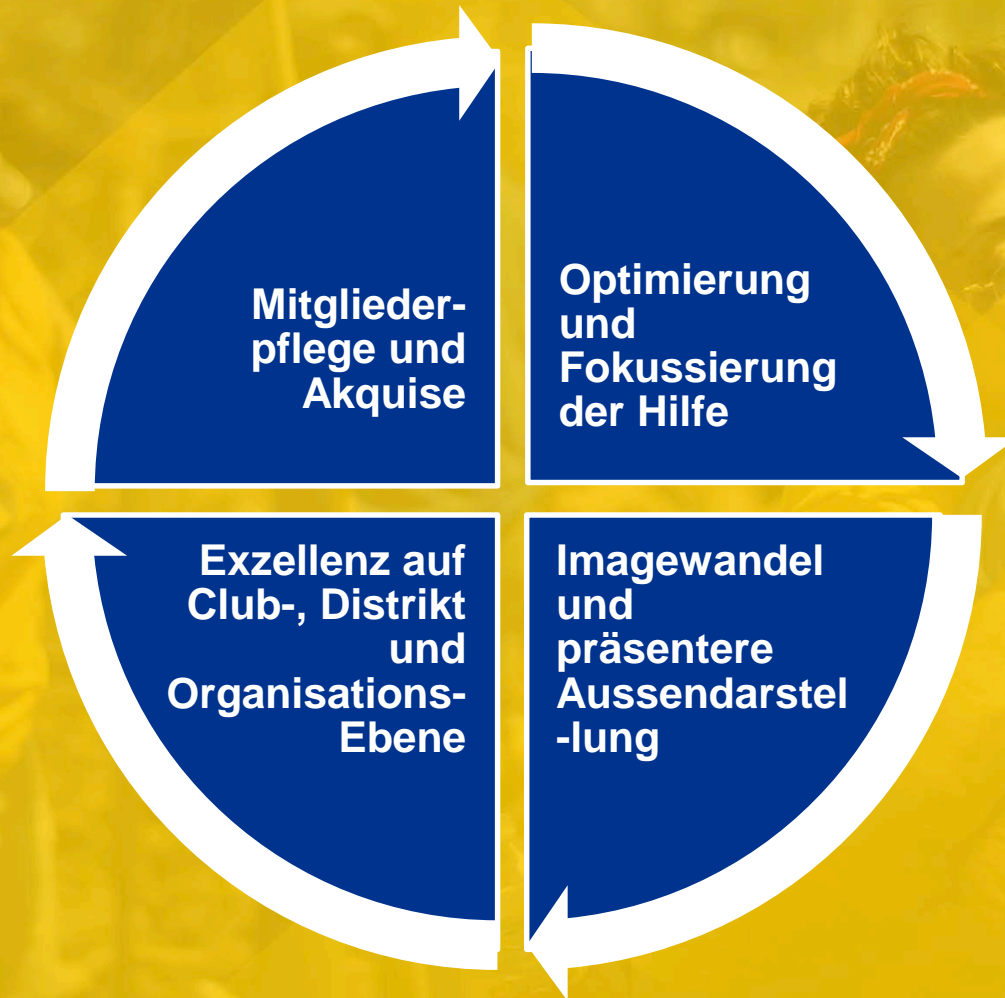 Mitglieder-
pflege und
Akquise
Optimierung
und
Fokussierung
der Hilfe
Exzellenz auf
Club-, Distrikt
und
Organisations-
Ebene
Imagewandel
und
präsentere
Aussendarstel
-lung